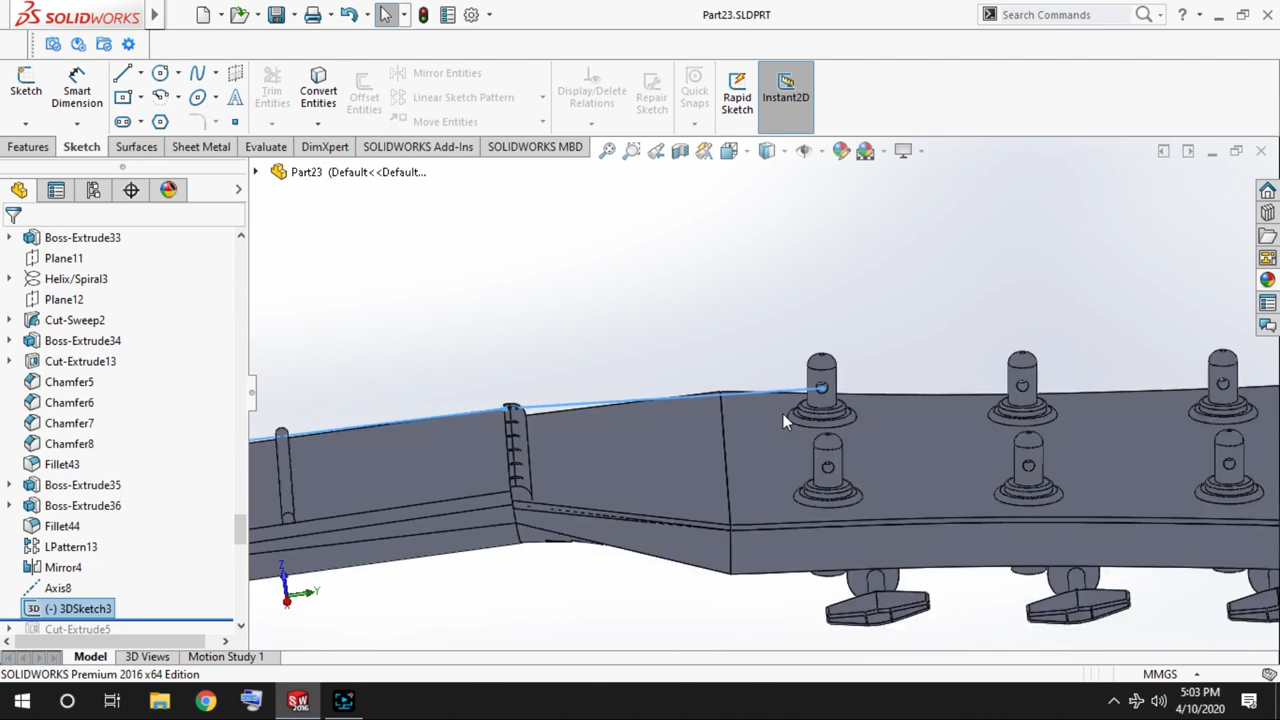 SOLIDWORKS
Part23.SLDPRT
Search Commands
?
Sketch
Smart Dimension
Trim Entities
Convert Entities
Offset Entities
Mirror Entities
Linear Sketch Pattern
Move Entities
Display/Delete Relations
Repair Sketch
Quick Snaps
Rapid Sketch
Instant2D
Features
Sketch
Surfaces
Sheet Metal
Evaluate
DimXpert
SOLIDWORKS Add-Ins
SOLIDWORKS MBD
Part23 (Default<<Default...
Boss-Extrude33
Plane11
Helix/Spiral3
Plane12
Cut-Sweep2
Boss-Extrude34
Cut-Extrude13
Chamfer5
Chamfer6
Chamfer7
Chamfer8
Fillet43
Boss-Extrude35
Boss-Extrude36
Fillet44
LPattern13
Mirror4
Axis8
3D (-) 3DSketch3
Cut-Extrude5
Z
Y
X
Model
3D Views
Motion Study 1
SOLIDWORKS Premium 2016 x64 Edition
MMGS
SW
2016
5:03 PM
4/10/2020